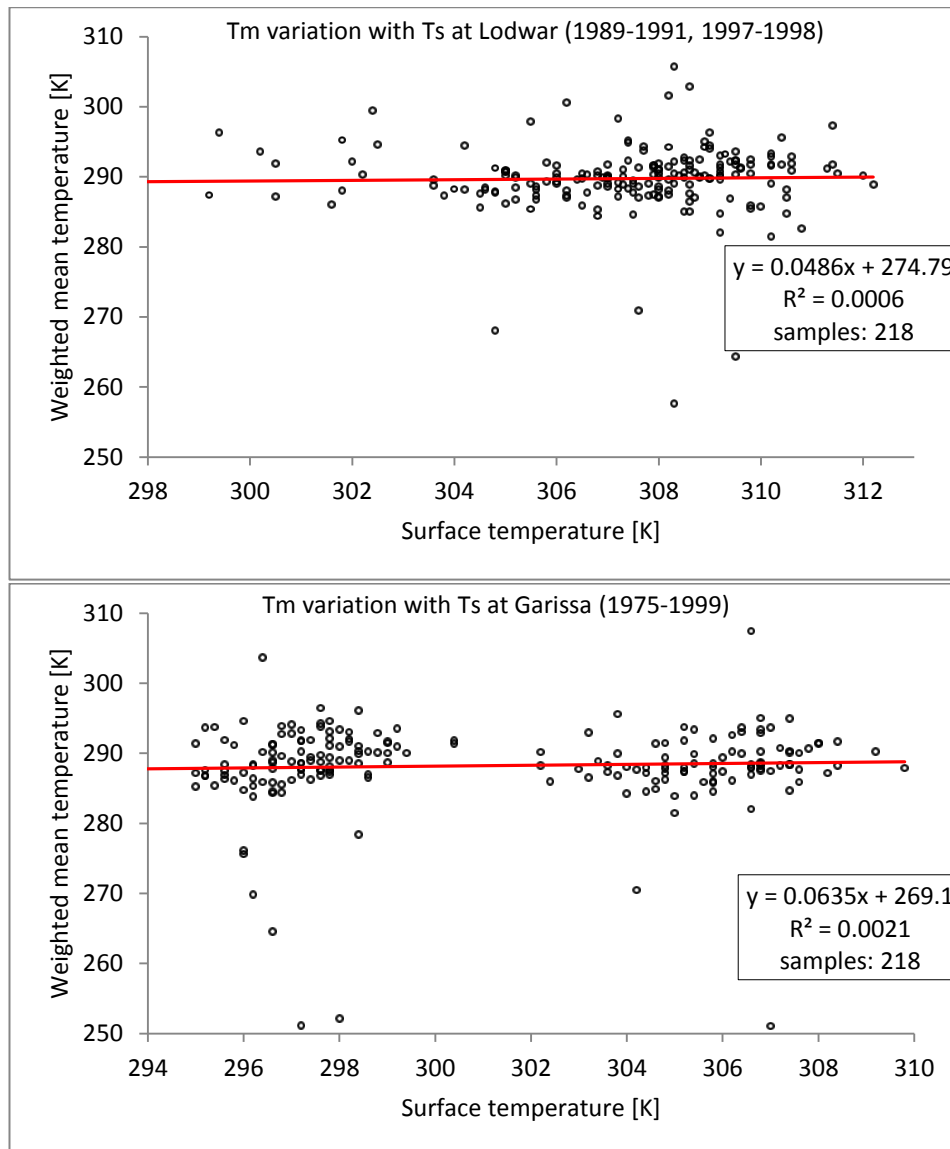 Tm variation with Ts at Lodwar (1989-1991, 1997-1998)
Weighted mean temperature [K]
310
300
290
280
270
260
250
y = 0.0486x + 274.79
R² = 0.0006
samples: 218
298 300 302 304 306 308 310 312
Surface temperature [K]
Tm variation with Ts at Garissa (1975-1999)
Weighted mean temperature [K]
310
300
290
280
270
260
250
y = 0.0635x + 269.1
R² = 0.0021
samples: 218
294 296 298 300 302 304 306 308 310
Surface temperature [K]